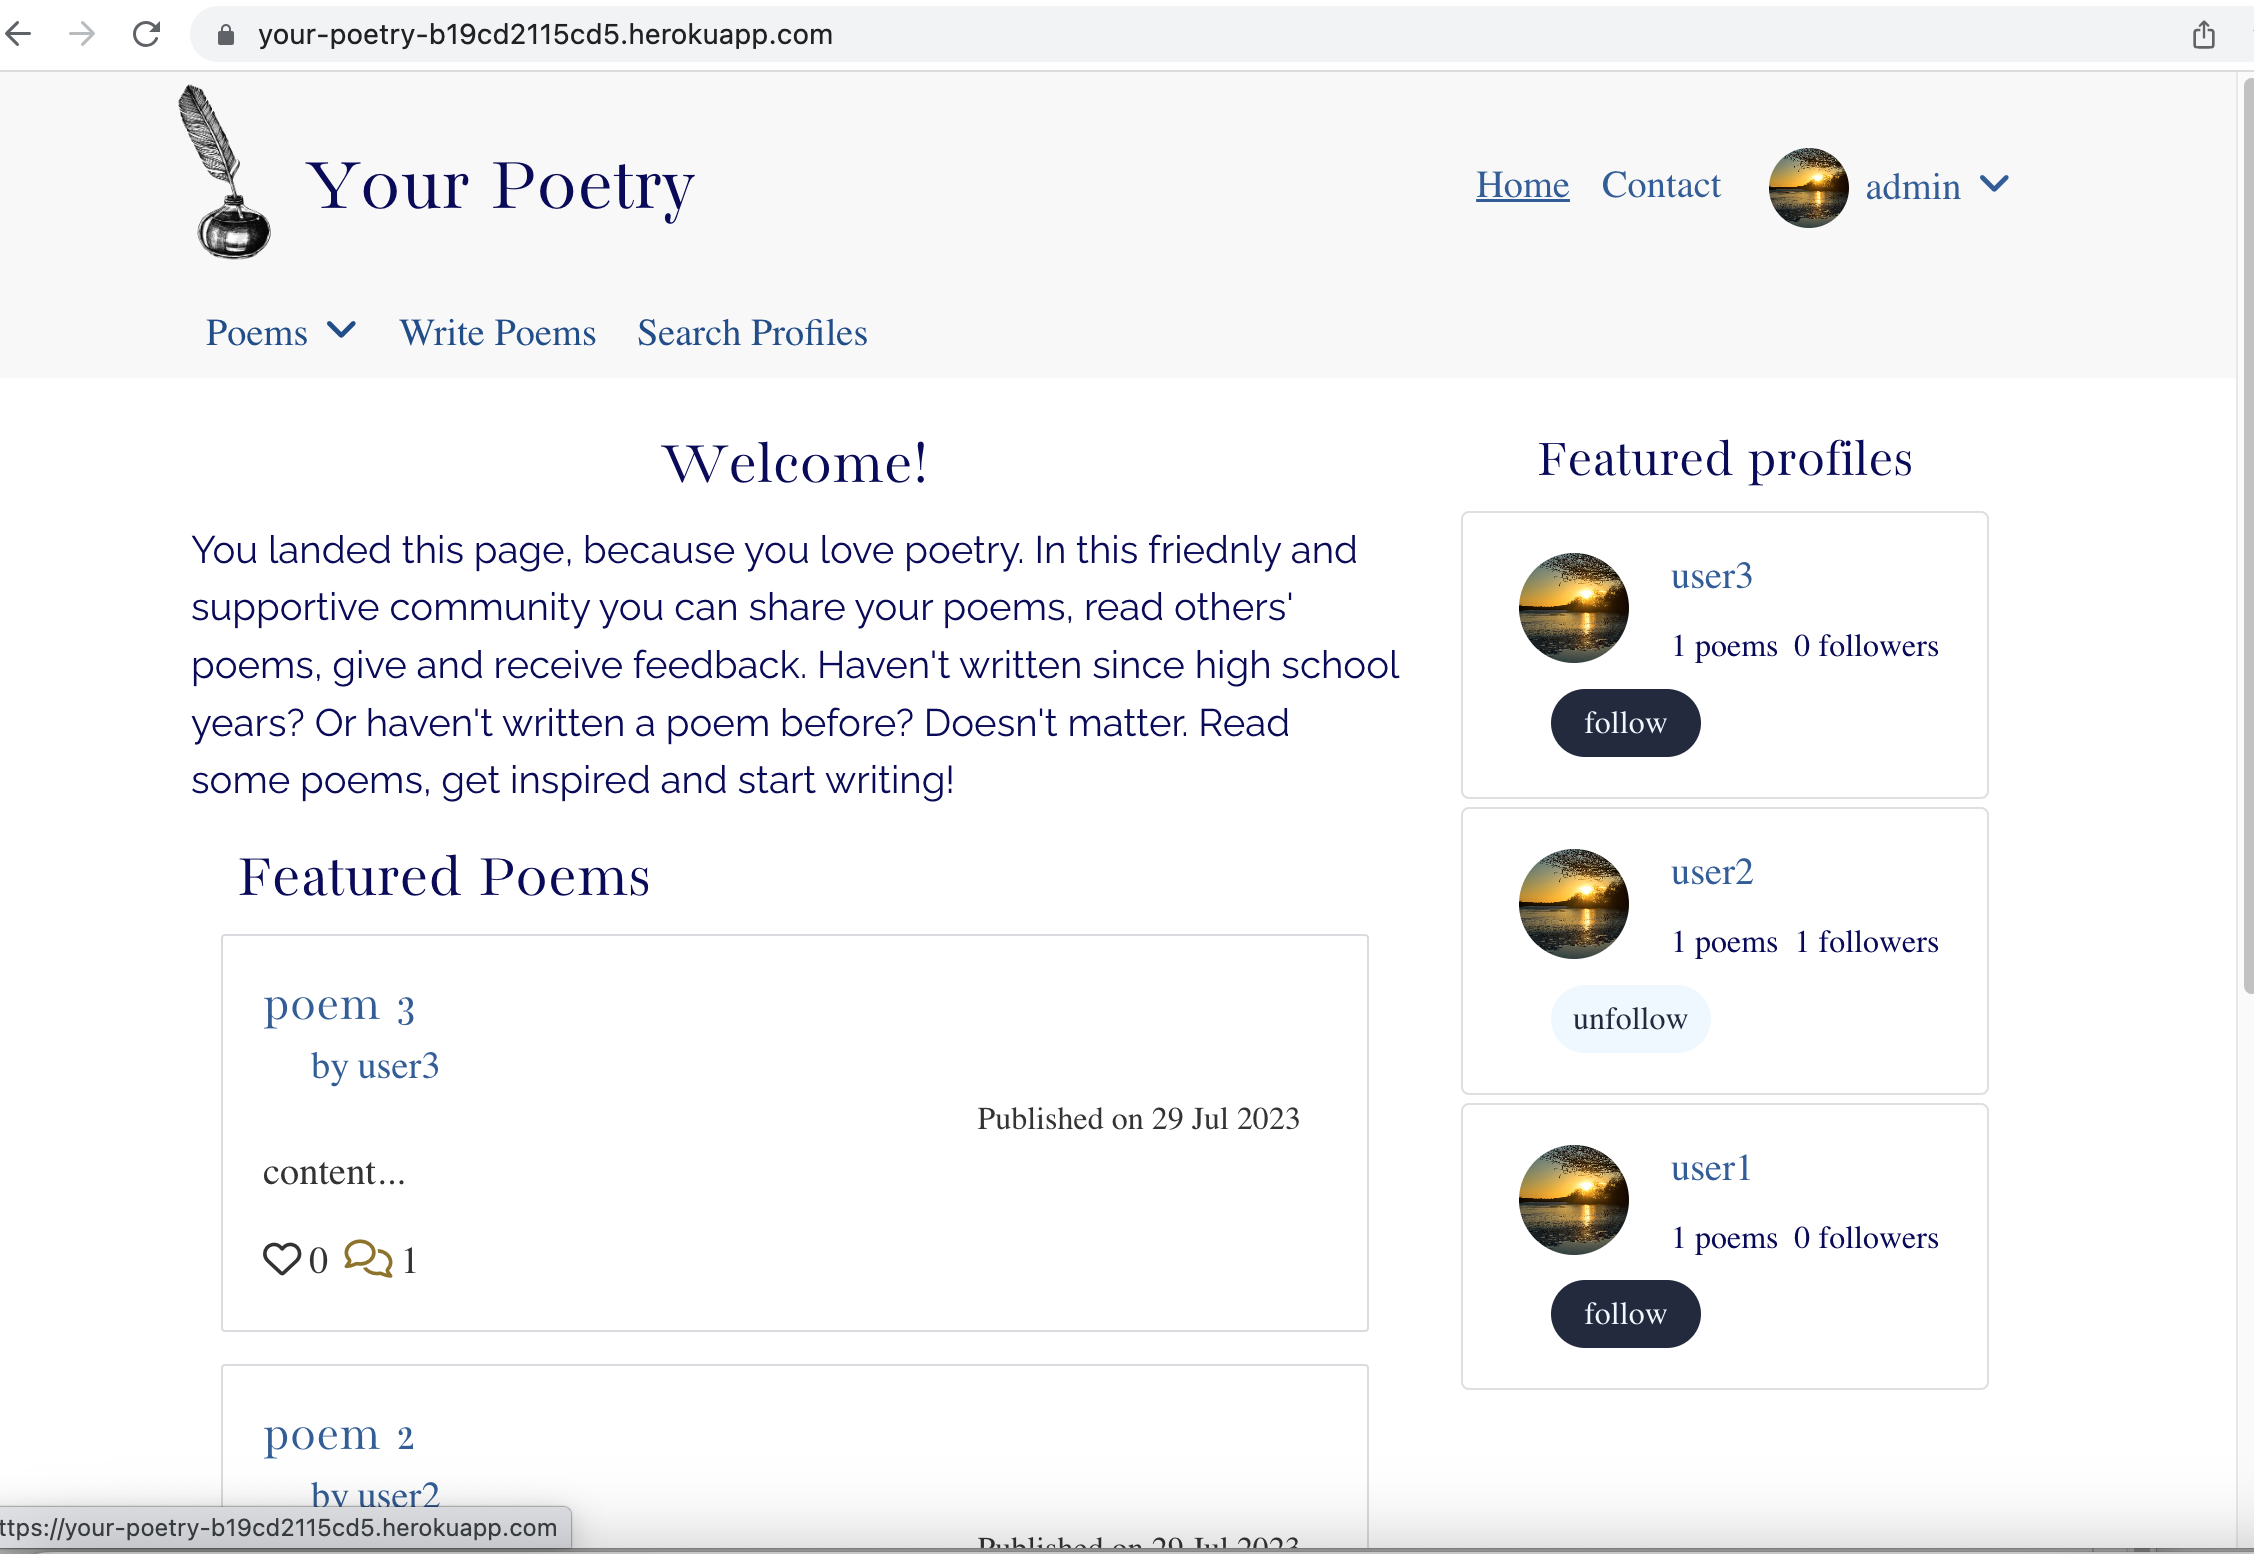 your-poetry-b19cd2115cd5.herokuapp.com
Your Poetry
Home Contact admin
Poems Write Poems Search Profiles
Welcome!
You landed this page, because you love poetry. In this friednly and
supportive community you can share your poems, read others'
poems, give and receive feedback. Haven't written since high school
years? Or haven't written a poem before? Doesn't matter. Read
some poems, get inspired and start writing!
Featured Poems
poem 3
by user3
Published on 29 Jul 2023
content...
0 1
poem 2
by user2
Published on 29 Jul 2023
Featured profiles
user3
1 poems 0 followers
follow
user2
1 poems 1 followers
unfollow
user1
1 poems 0 followers
follow
ttps://your-poetry-b19cd2115cd5.herokuapp.com